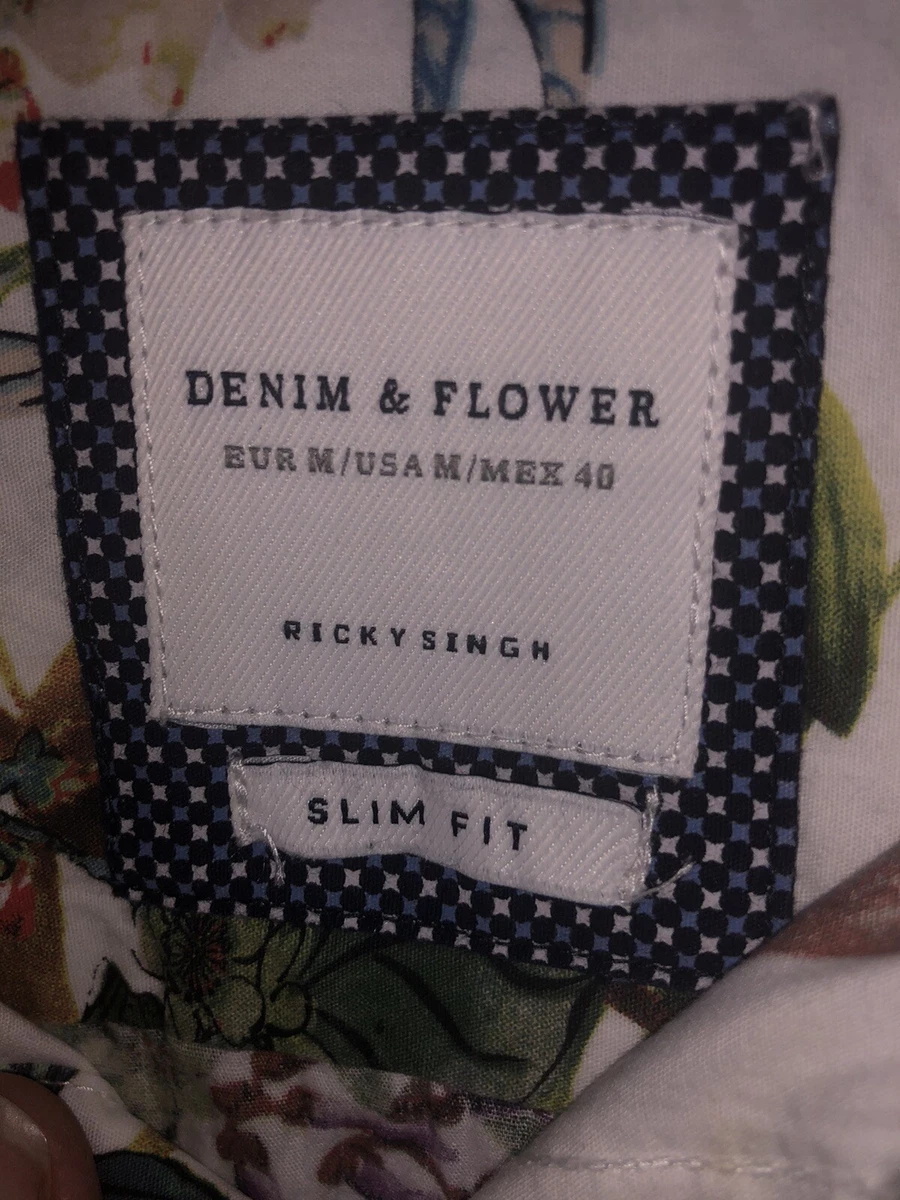 DENIM & FLOWER
EUR M/USA M/MEX 40
RICKY SINGH
SLIM FIT